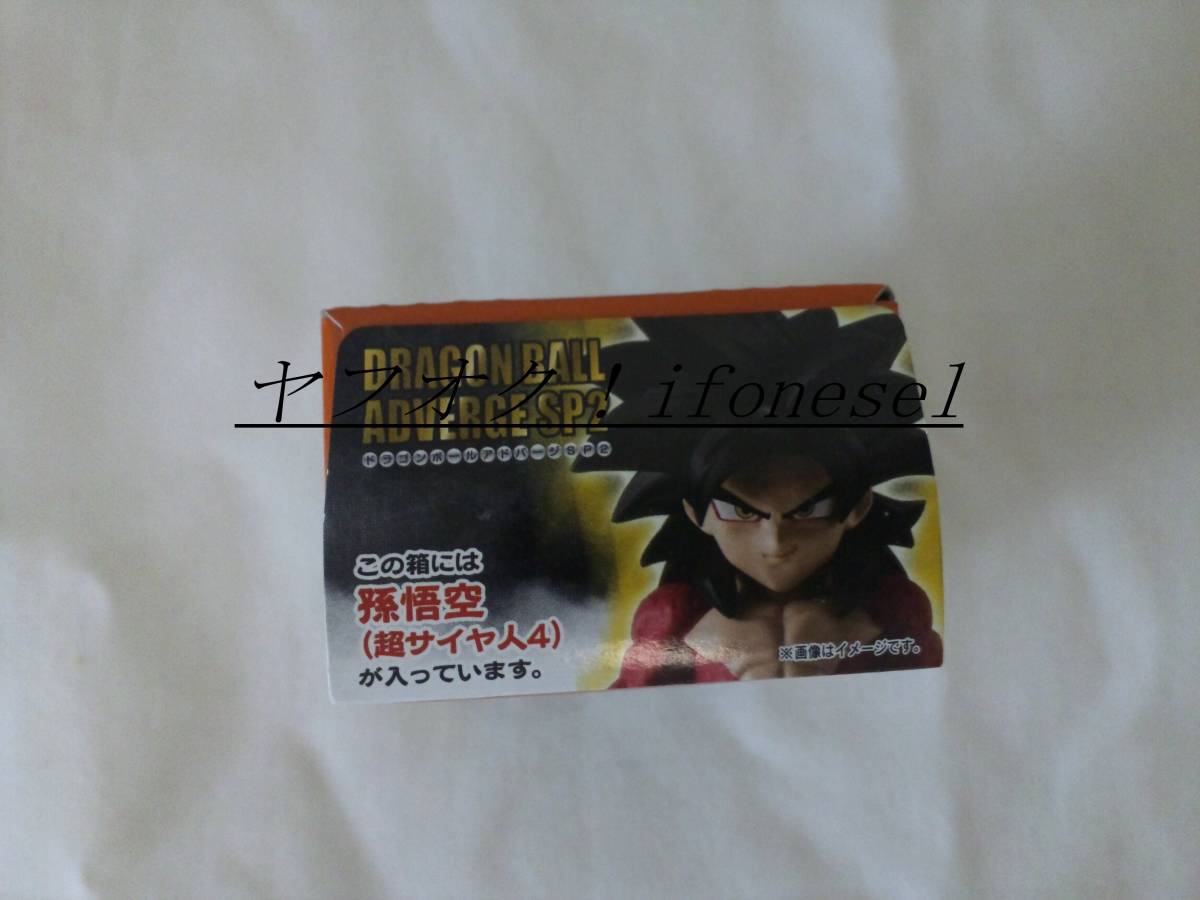 DRAGON BALL
ADVERGE SP2
ヤフオク！ifonesel
ドラゴンボールアドバージSP2
この箱には
孫悟空
(超サイヤ人4)
が入っています。
※画像はイメージです。